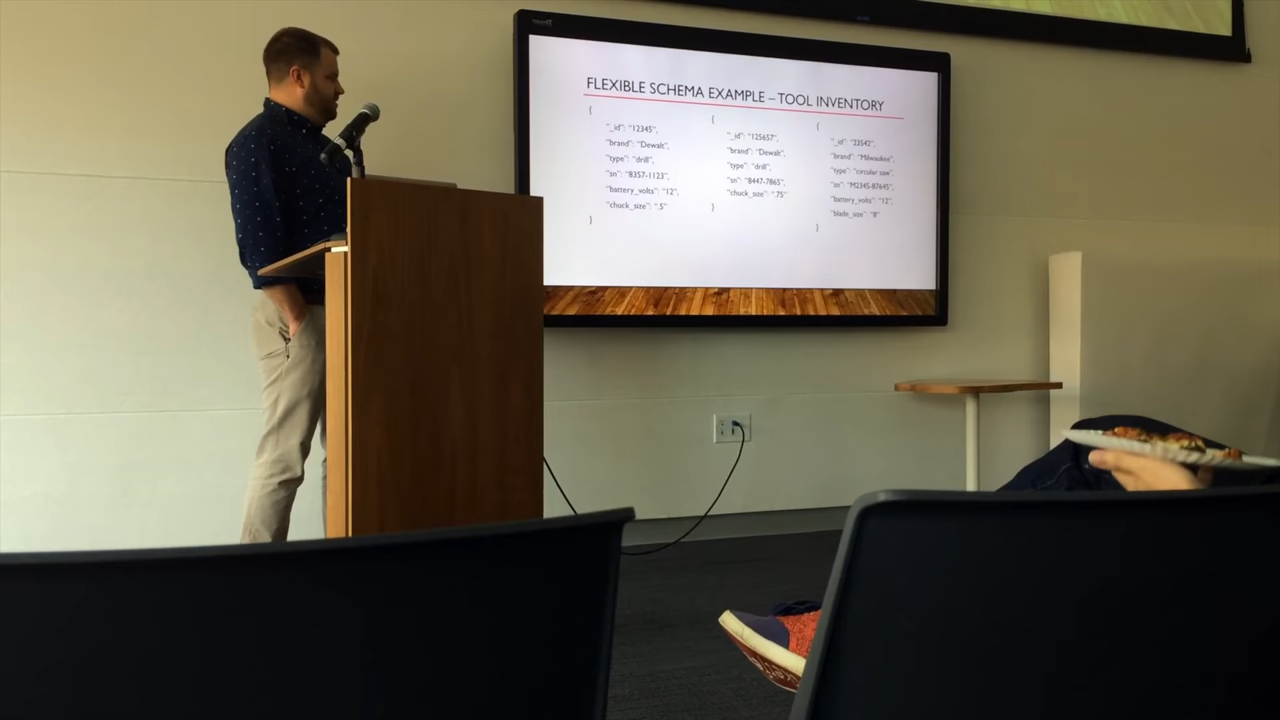 FLEXIBLE SCHEMA EXAMPLE – TOOL INVENTORY
{
"_id": "12345",
"brand": "Dewalt",
"type": "drill",
"sn": "8357-1123",
"battery_volts": "12",
"chuck_size": ".5"
}
{
"_id": "125657",
"brand": "Dewalt",
"type": "drill",
"sn": "8447-7865",
"chuck_size": ".75"
}
{
"_id": "23542",
"brand": "Milwaukee",
"type": "circular saw",
"sn": "M2345-87645",
"battery_volts": "12",
"blade_size": "8"
}